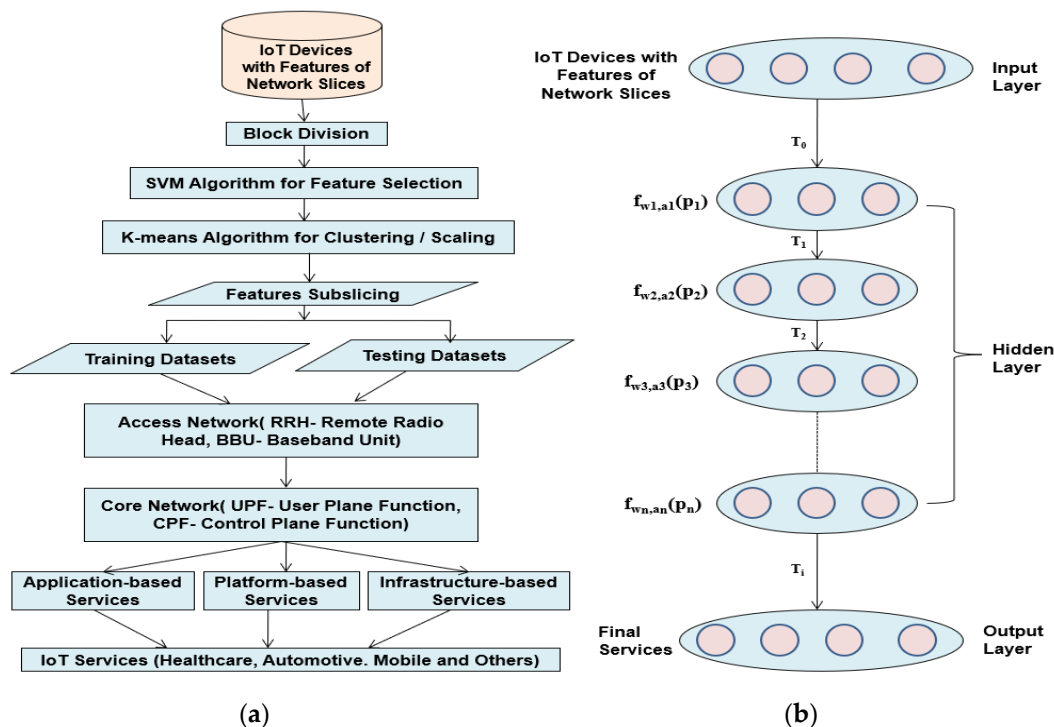 IoT Devices
with Features of
Network Slices
Block Division
SVM Algorithm for Feature Selection
K-means Algorithm for Clustering / Scaling
Features Subslicing
Training Datasets
Testing Datasets
Access Network( RRH- Remote Radio
Head, BBU- Baseband Unit)
Core Network( UPF- User Plane Function,
CPF- Control Plane Function)
Application-based
Services
Platform-based
Services
Infrastructure-based
Services
IoT Services (Healthcare, Automotive. Mobile and Others)
(a)
IoT Devices with
Features of
Network Slices
Input
Layer
T0
fw1,a1(p1)
T1
fw2,a2(p2)
T2
fw3,a3(p3)
Hidden
Layer
fwn,an(pn)
Ti
Final
Services
Output
Layer
(b)